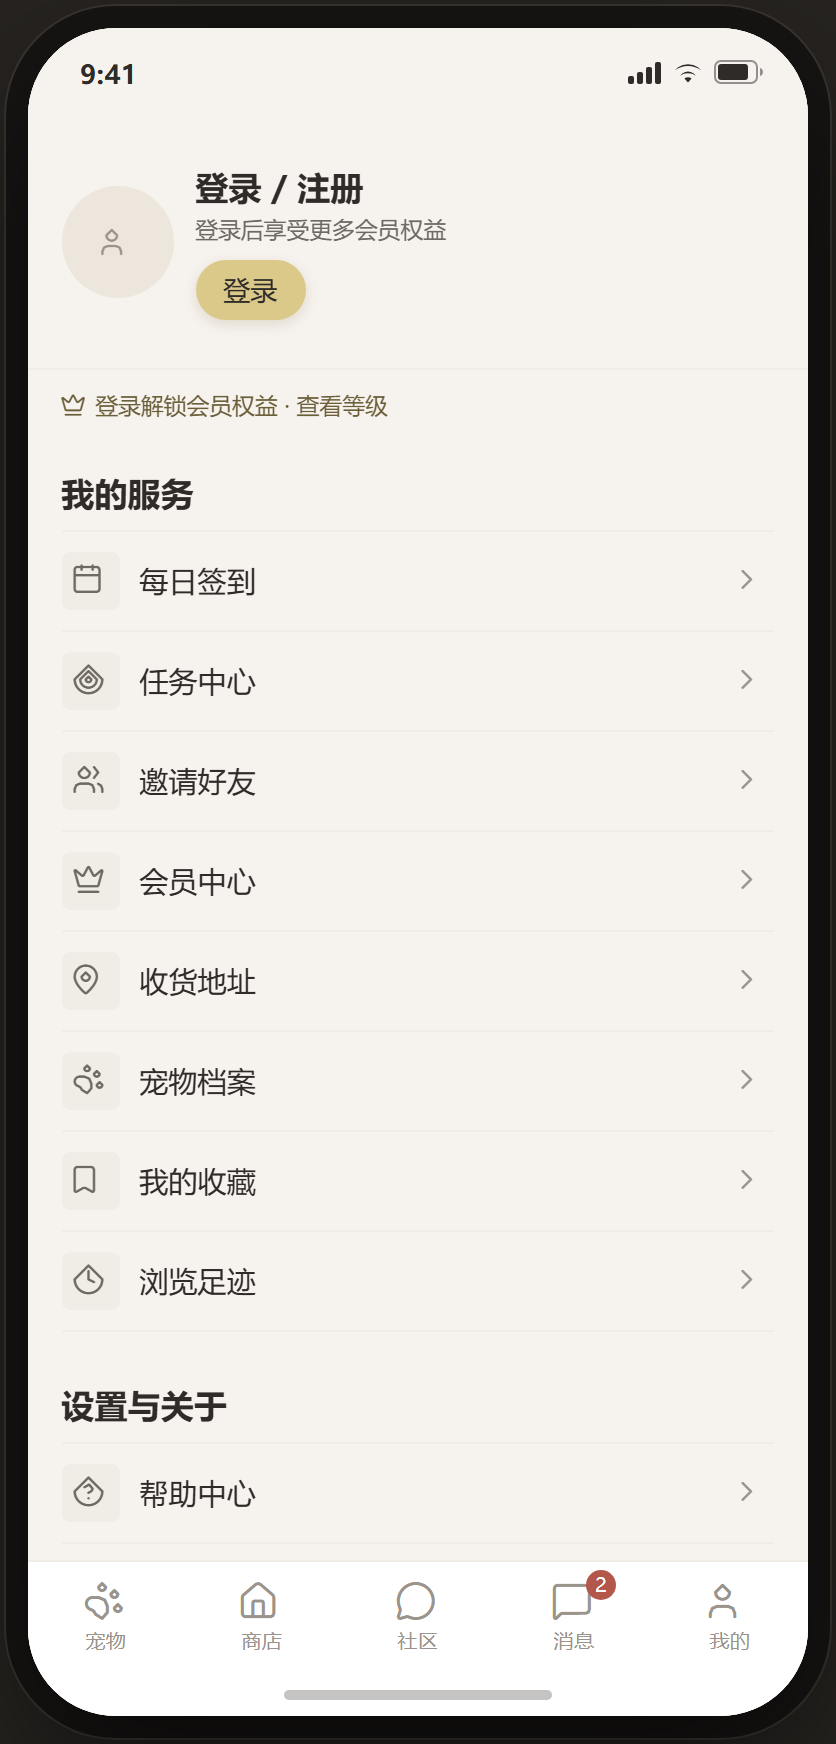 9:41
登录 / 注册
登录后享受更多会员权益
登录
登录解锁会员权益 · 查看等级
我的服务
每日签到
任务中心
邀请好友
会员中心
收货地址
宠物档案
我的收藏
浏览足迹
设置与关于
帮助中心
2
宠物
商店
社区
消息
我的